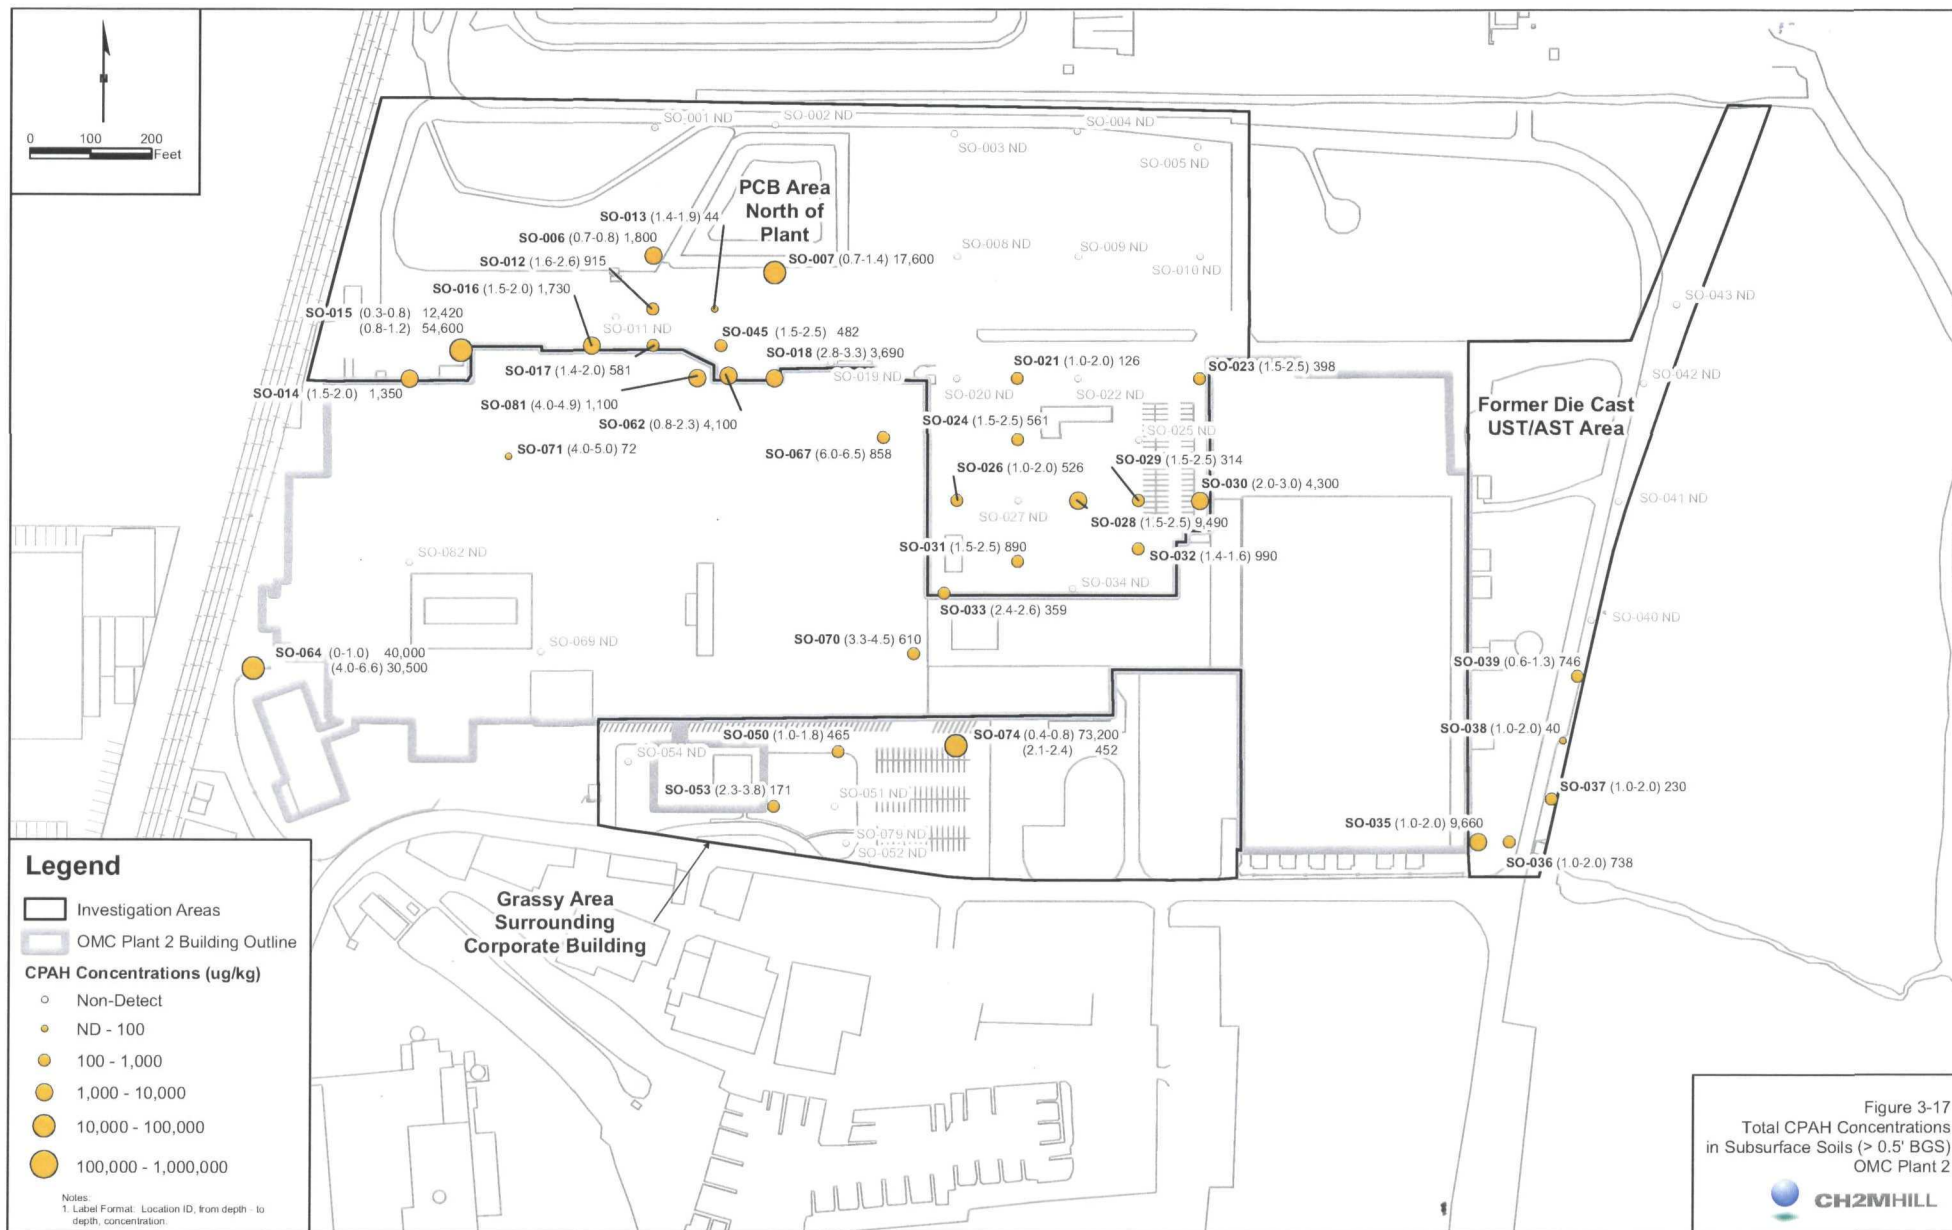 0 100 200
Feet
SO-001 ND
SO-002 ND
SO-003 ND
SO-004 ND
SO-005 ND
PCB Area
North of
Plant
SO-013 (1.4-1.9) 44
SO-006 (0.7-0.8) 1,800
SO-012 (1.6-2.6) 915
SO-007 (0.7-1.4) 17,600
SO-008 ND
SO-009 ND
SO-010 ND
SO-016 (1.5-2.0) 1,730
SO-015 (0.3-0.8) 12,420
(0.8-1.2) 54,600
SO-011 ND
SO-045 (1.5-2.5) 482
SO-043 ND
SO-018 (2.8-3.3) 3,690
SO-017 (1.4-2.0) 581
SO-019 ND
SO-021 (1.0-2.0) 126
SO-023 (1.5-2.5) 398
SO-014 (1.5-2.0) 1,350
SO-020 ND
SO-022 ND
SO-042 ND
SO-081 (4.0-4.9) 1,100
SO-062 (0.8-2.3) 4,100
SO-024 (1.5-2.5) 561
SO-025 ND
Former Die Cast
UST/AST Area
SO-071 (4.0-5.0) 72
SO-067 (6.0-6.5) 858
SO-026 (1.0-2.0) 526
SO-029 (1.5-2.5) 314
SO-030 (2.0-3.0) 4,300
SO-041 ND
SO-027 ND
SO-028 (1.5-2.5) 9,490
SO-031 (1.5-2.5) 890
SO-032 (1.4-1.6) 990
SO-082 ND
SO-034 ND
SO-033 (2.4-2.6) 359
SO-040 ND
SO-069 ND
SO-070 (3.3-4.5) 610
SO-064 (0-1.0) 40,000
(4.0-6.6) 30,500
SO-039 (0.6-1.3) 746
SO-038 (1.0-2.0) 40
SO-050 (1.0-1.8) 465
SO-074 (0.4-0.8) 73,200
(2.1-2.4) 452
SO-054 ND
SO-053 (2.3-3.8) 171
SO-051 ND
SO-037 (1.0-2.0) 230
SO-079 ND
SO-035 (1.0-2.0) 9,660
SO-052 ND
SO-036 (1.0-2.0) 738
Grassy Area
Surrounding
Corporate Building
Legend
Investigation Areas
OMC Plant 2 Building Outline
CPAH Concentrations (ug/kg)
Non-Detect
ND - 100
100 - 1,000
1,000 - 10,000
10,000 - 100,000
100,000 - 1,000,000
Notes:
1. Label Format: Location ID, from depth - to
depth, concentration.
Figure 3-17
Total CPAH Concentrations
in Subsurface Soils (> 0.5' BGS)
OMC Plant 2
CH2MHILL